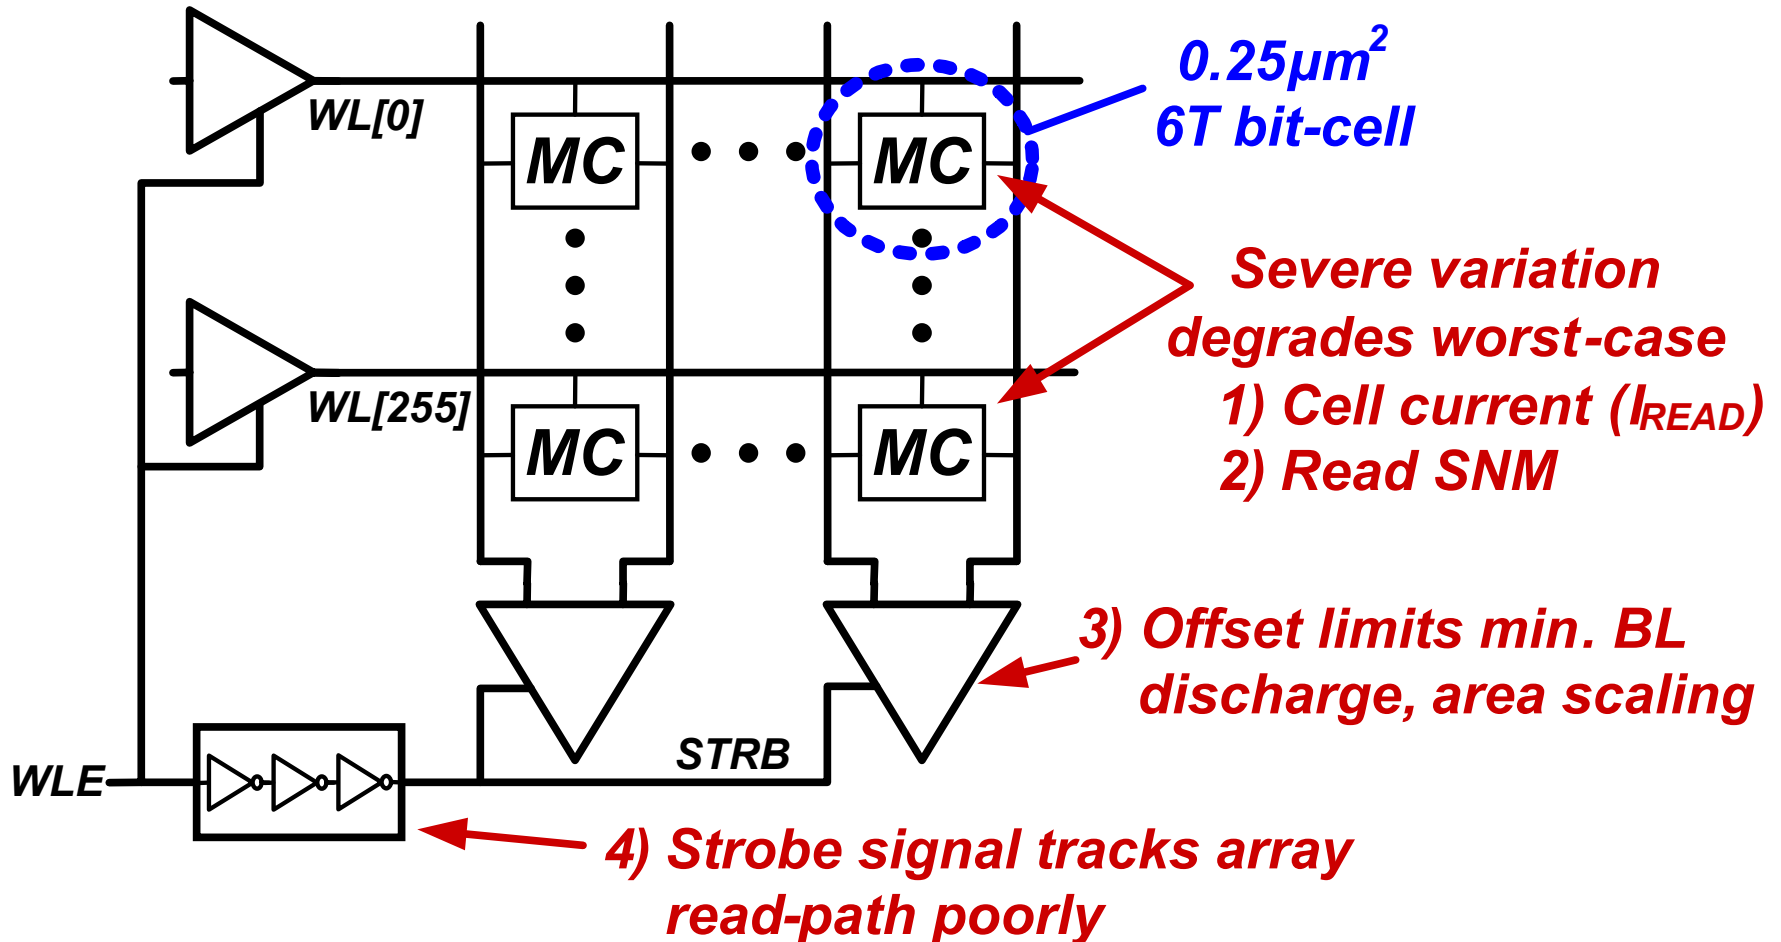 WL[0]
0.25µm²
6T bit-cell
MC
MC
Severe variation
degrades worst-case
1) Cell current (I_READ)
2) Read SNM
WL[255]
MC
MC
3) Offset limits min. BL
discharge, area scaling
STRB
WLE
4) Strobe signal tracks array
read-path poorly